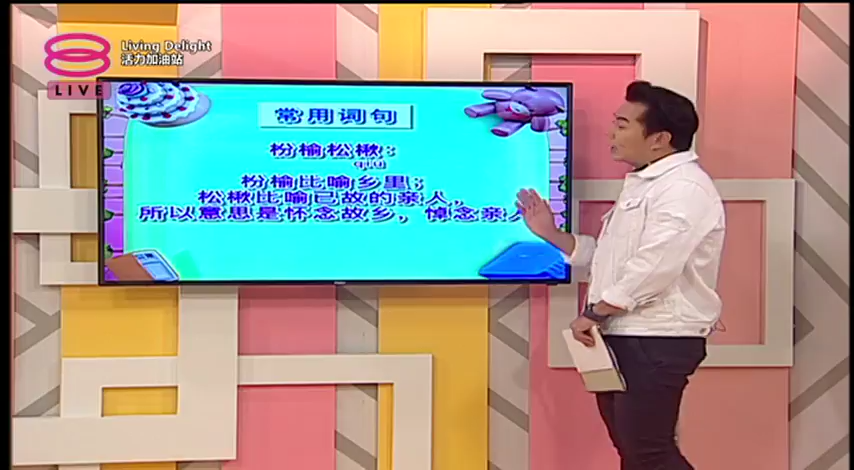 Living Delight
活力加油站
LIVE
常用词句
枌榆松楸：
qiū
枌榆比喻乡里；
松楸比喻已故的亲人，
所以意思是怀念故乡，悼念亲人